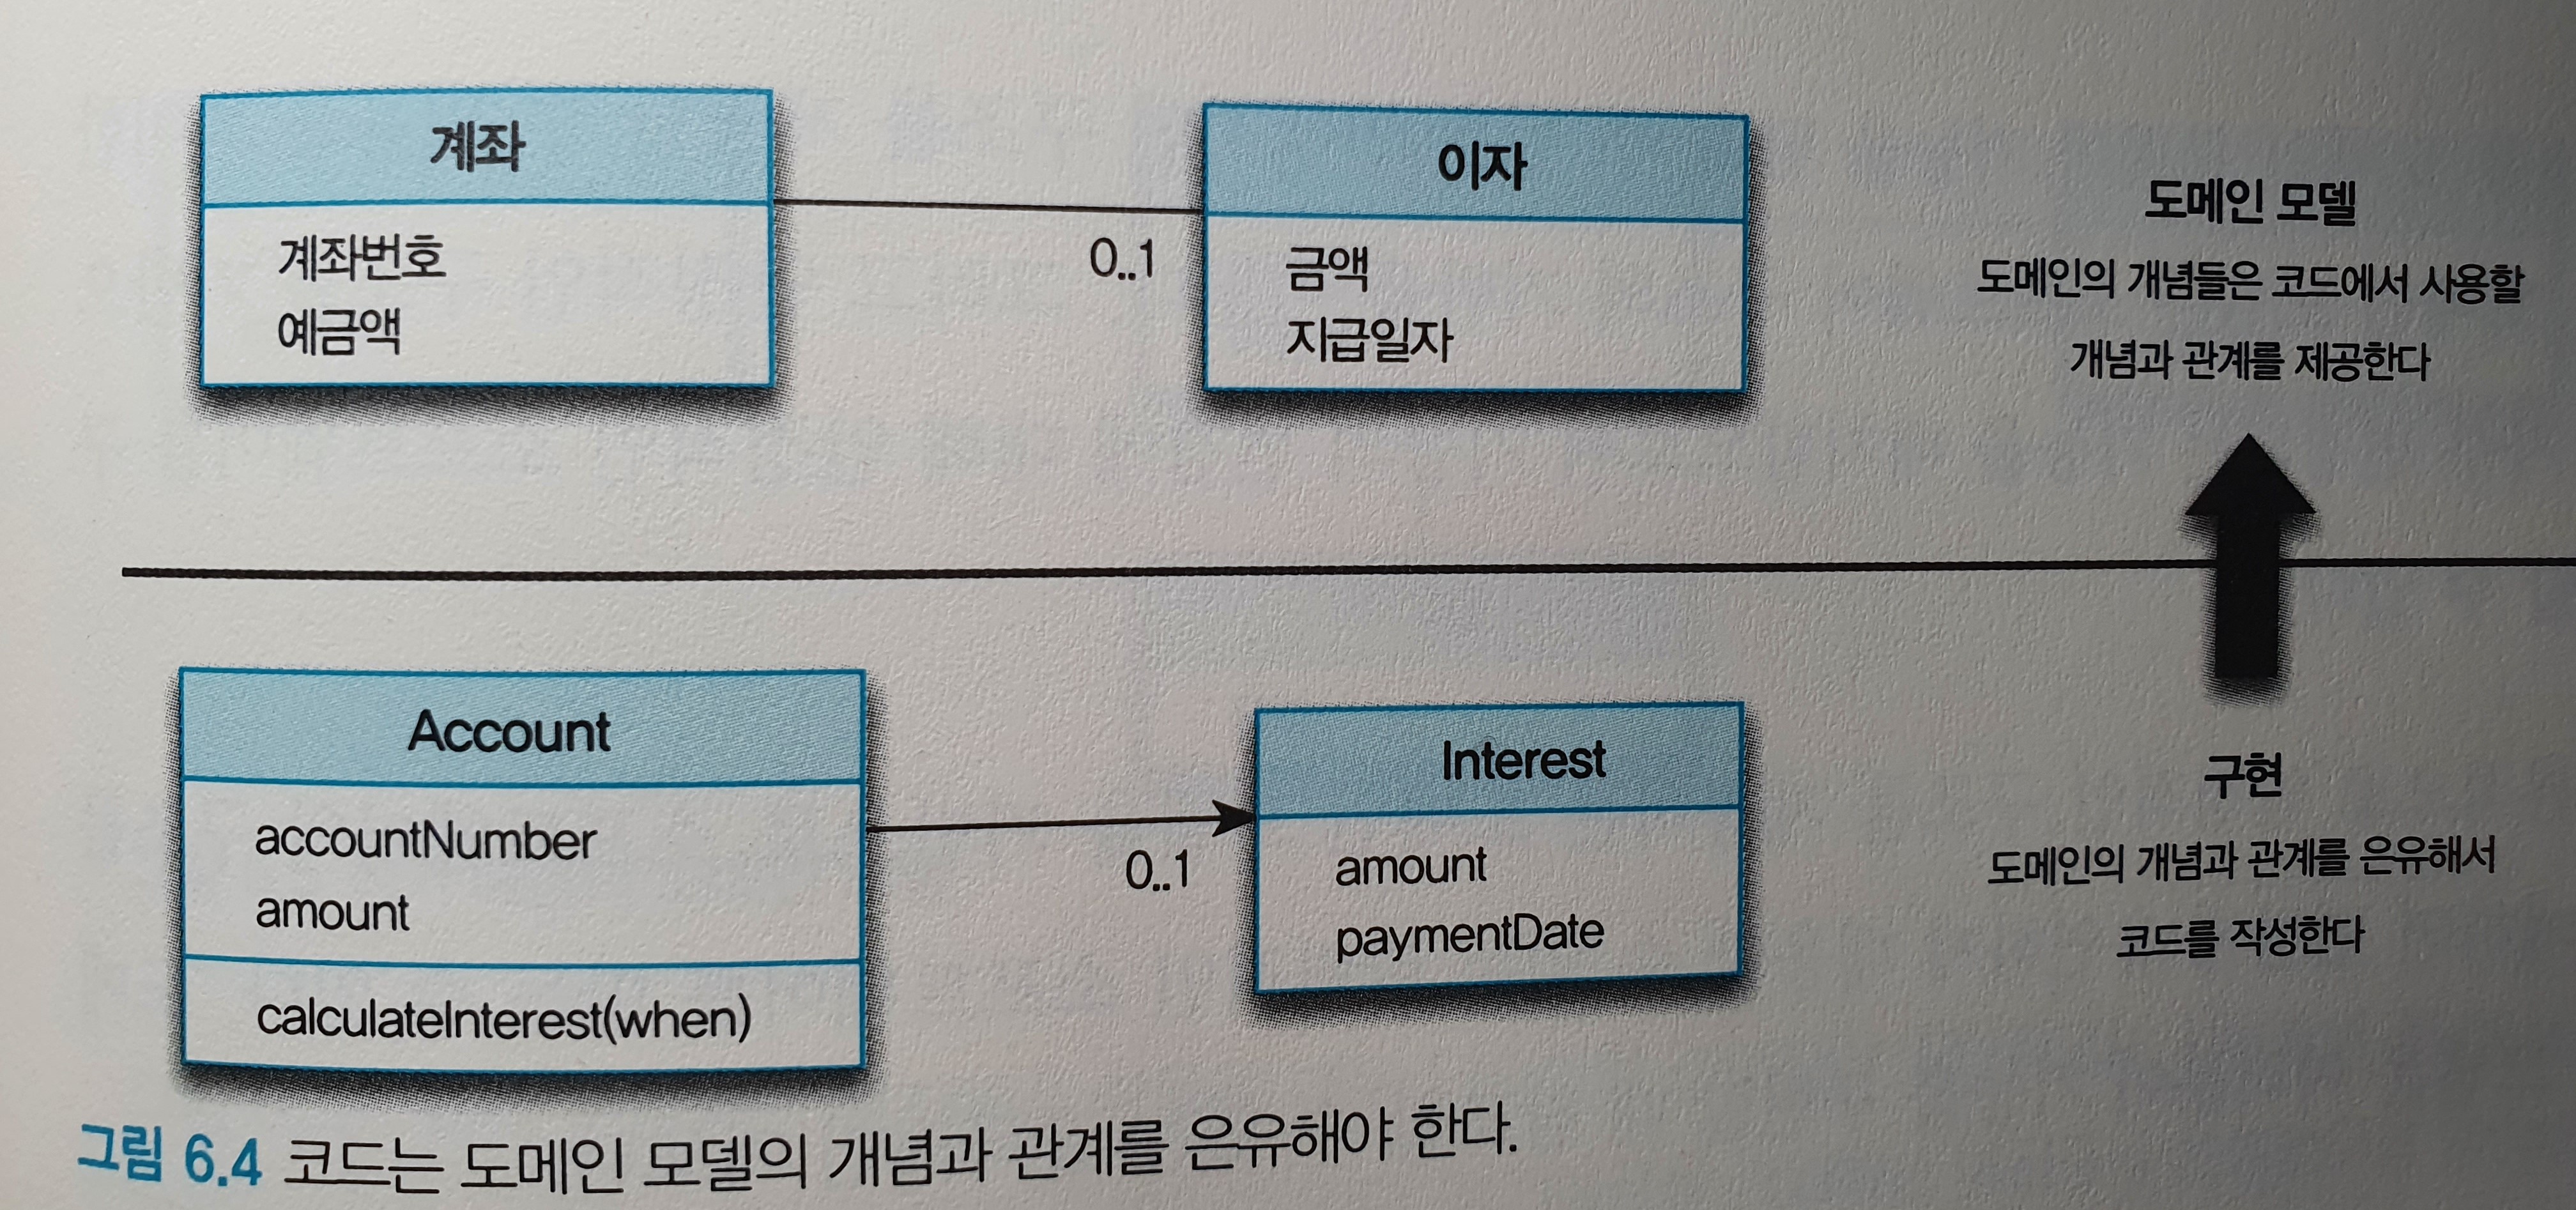 계좌
계좌번호
예금액
0..1
이자
금액
지급일자
도메인 모델
도메인의 개념들은 코드에서 사용할
개념과 관계를 제공한다
Account
accountNumber
amount
calculateInterest(when)
0..1
Interest
amount
paymentDate
구현
도메인의 개념과 관계를 은유해서
코드를 작성한다
그림 6.4 코드는 도메인 모델의 개념과 관계를 은유해야 한다.